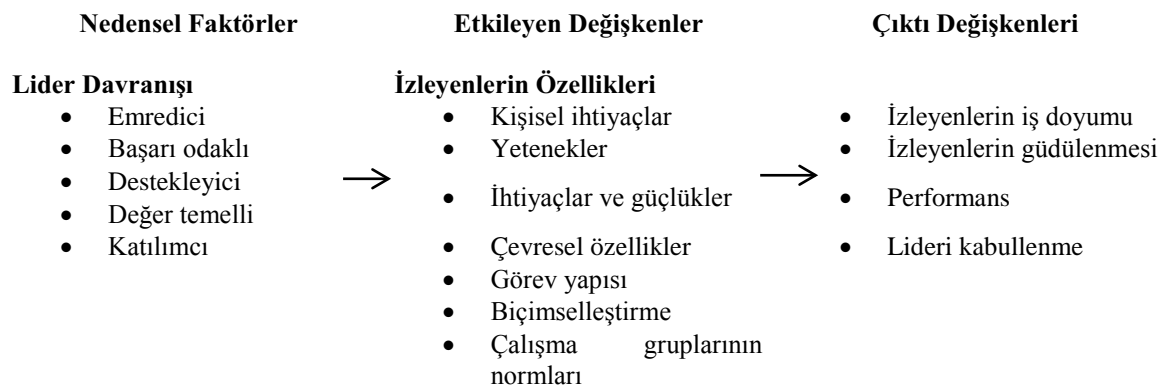 Nedensel Faktörler
Etkileyen Değişkenler
Çıktı Değişkenleri
Lider Davranışı
• Emredici
• Başarı odaklı
• Destekleyici
• Değer temelli
• Katılımcı
İzleyenlerin Özellikleri
• Kişisel ihtiyaçlar
• Yetenekler
• İhtiyaçlar ve güçlükler
• Çevresel özellikler
• Görev yapısı
• Biçimselleştirme
• Çalışma gruplarının
normları
• İzleyenlerin iş doyumu
• İzleyenlerin güdülenmesi
• Performans
• Lideri kabullenme